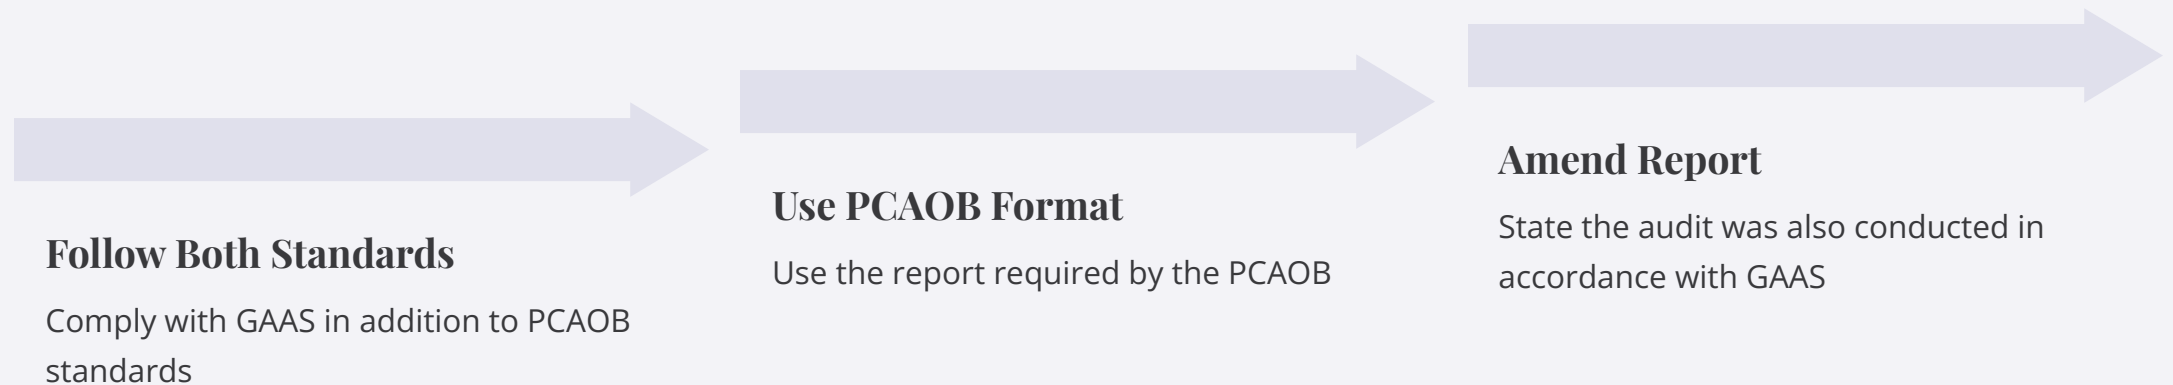 Follow Both Standards
Comply with GAAS in addition to PCAOB
standards
Use PCAOB Format
Use the report required by the PCAOB
Amend Report
State the audit was also conducted in
accordance with GAAS